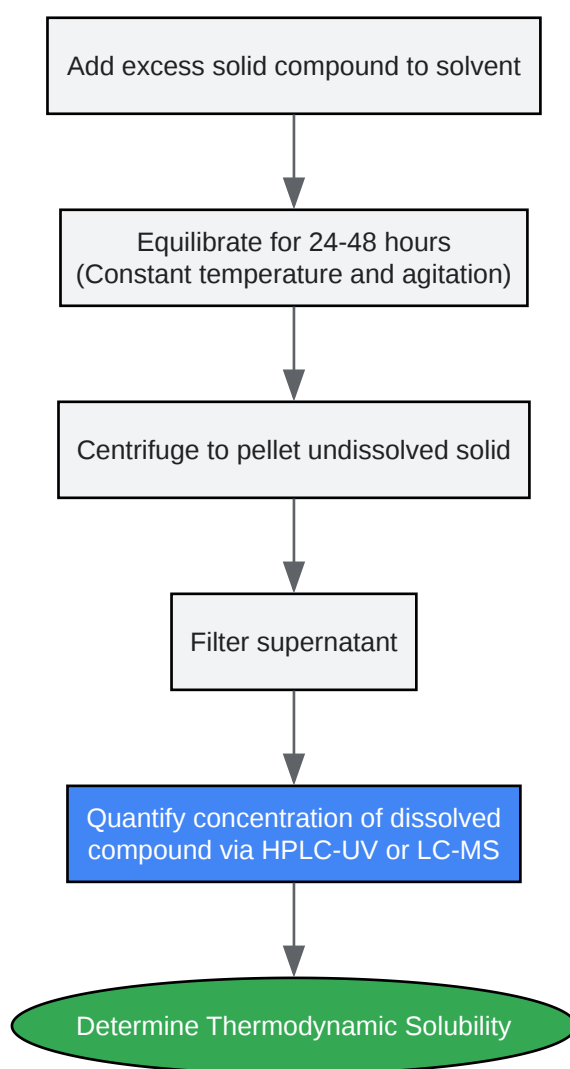 Add excess solid compound to solvent
Equilibrate for 24-48 hours
(Constant temperature and agitation)
Centrifuge to pellet undissolved solid
Filter supernatant
Quantify concentration of dissolved
compound via HPLC-UV or LC-MS
Determine Thermodynamic Solubility